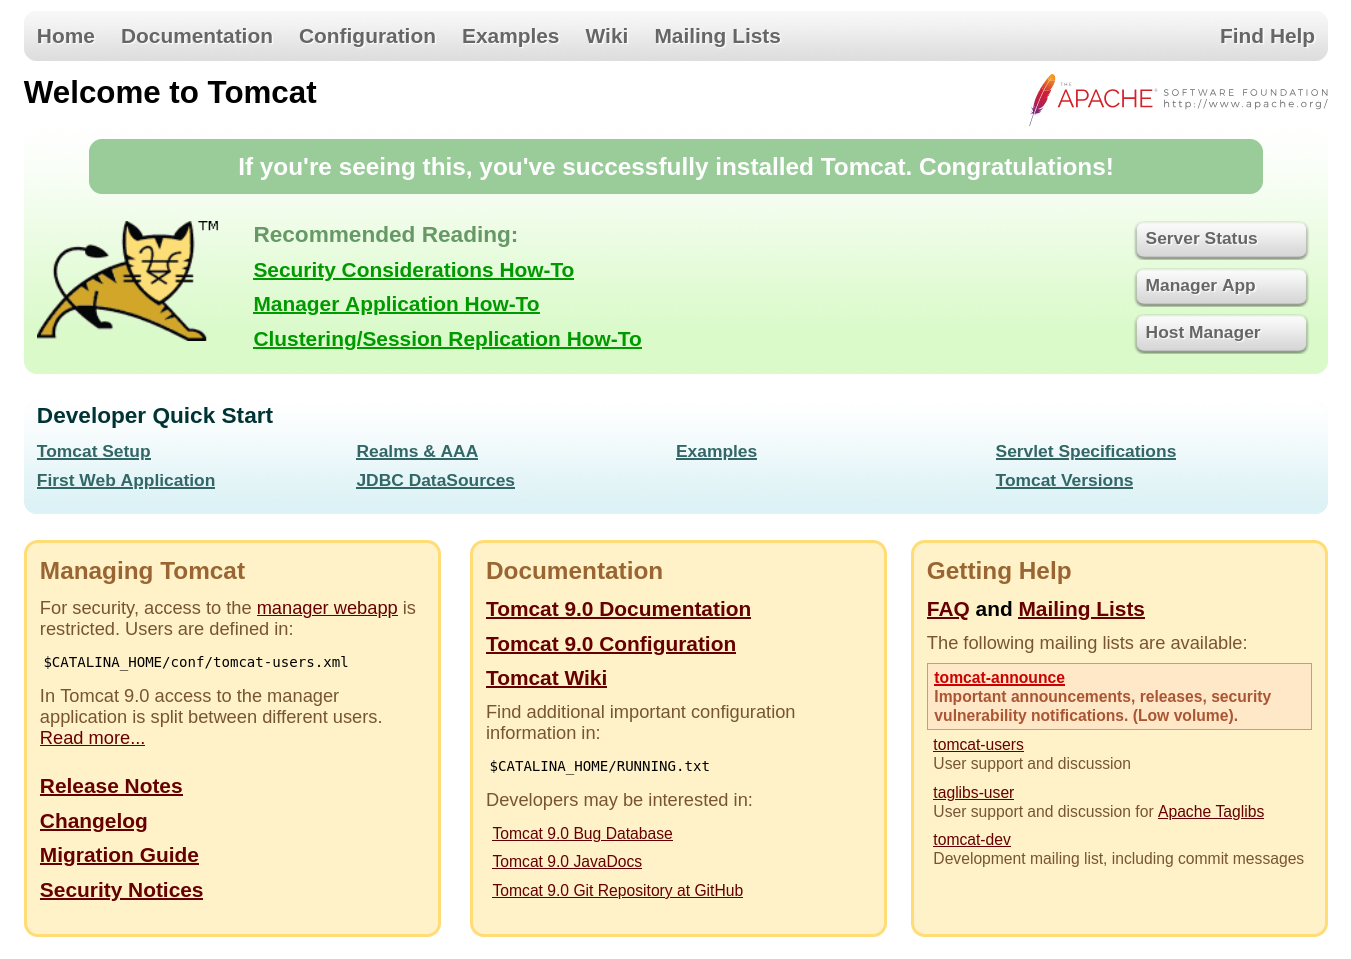 Home Documentation Configuration Examples Wiki Mailing Lists Find Help
Welcome to Tomcat
THE APACHE® SOFTWARE FOUNDATION
http://www.apache.org/
If you're seeing this, you've successfully installed Tomcat. Congratulations!
TM
Recommended Reading:
Security Considerations How-To
Manager Application How-To
Clustering/Session Replication How-To
Server Status
Manager App
Host Manager
Developer Quick Start
Tomcat Setup
First Web Application
Realms & AAA
JDBC DataSources
Examples
Servlet Specifications
Tomcat Versions
Managing Tomcat
For security, access to the manager webapp is
restricted. Users are defined in:
$CATALINA_HOME/conf/tomcat-users.xml
In Tomcat 9.0 access to the manager
application is split between different users.
Read more...
Release Notes
Changelog
Migration Guide
Security Notices
Documentation
Tomcat 9.0 Documentation
Tomcat 9.0 Configuration
Tomcat Wiki
Find additional important configuration
information in:
$CATALINA_HOME/RUNNING.txt
Developers may be interested in:
Tomcat 9.0 Bug Database
Tomcat 9.0 JavaDocs
Tomcat 9.0 Git Repository at GitHub
Getting Help
FAQ and Mailing Lists
The following mailing lists are available:
tomcat-announce
Important announcements, releases, security
vulnerability notifications. (Low volume).
tomcat-users
User support and discussion
taglibs-user
User support and discussion for Apache Taglibs
tomcat-dev
Development mailing list, including commit messages